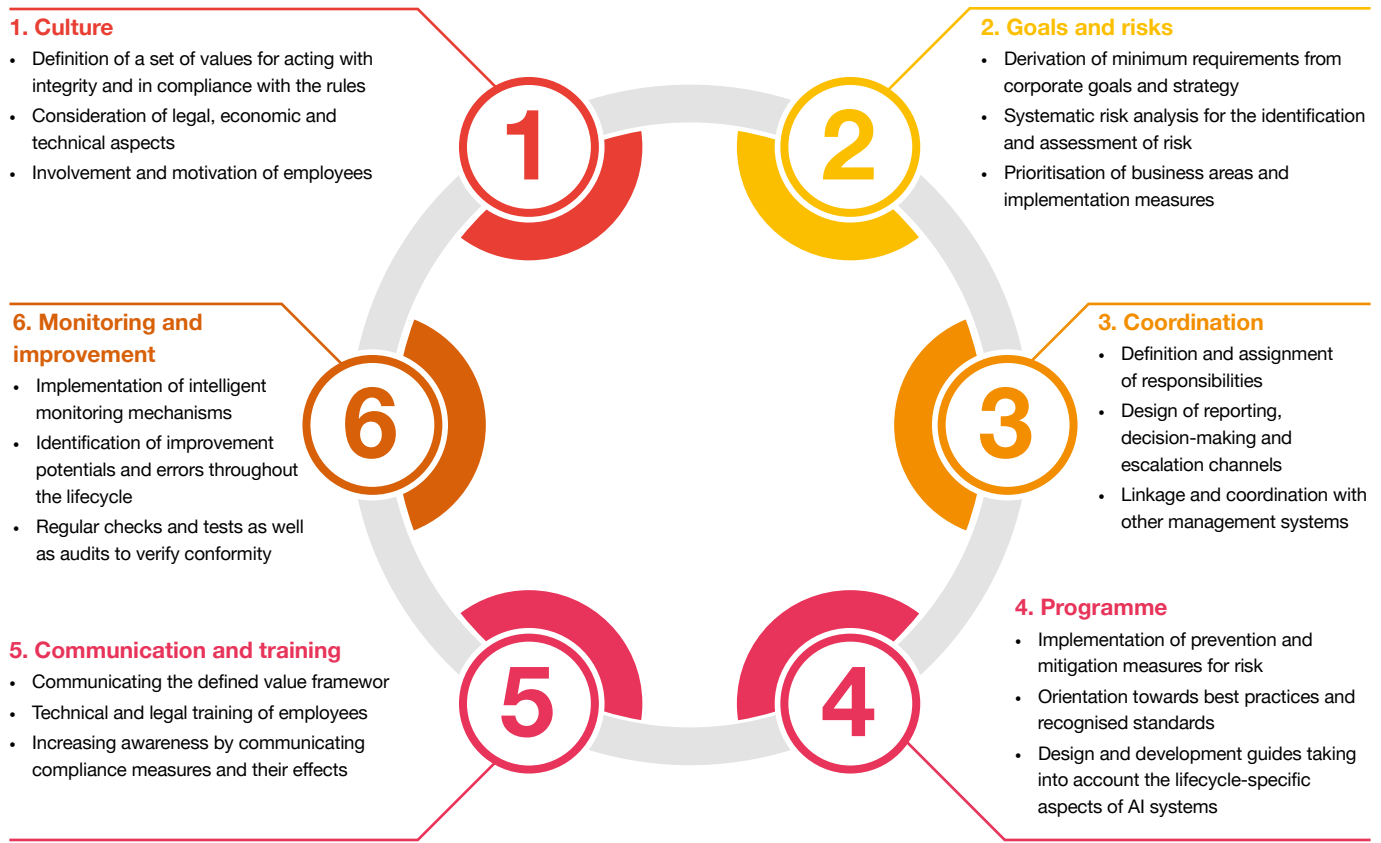 1. Culture
• Definition of a set of values for acting with
integrity and in compliance with the rules
• Consideration of legal, economic and
technical aspects
• Involvement and motivation of employees
1
2. Goals and risks
• Derivation of minimum requirements from
corporate goals and strategy
• Systematic risk analysis for the identification
and assessment of risk
• Prioritisation of business areas and
implementation measures
2
3. Coordination
• Definition and assignment
of responsibilities
• Design of reporting,
decision-making and
escalation channels
• Linkage and coordination with
other management systems
3
4. Programme
• Implementation of prevention and
mitigation measures for risk
• Orientation towards best practices and
recognised standards
• Design and development guides taking
into account the lifecycle-specific
aspects of AI systems
4
5. Communication and training
• Communicating the defined value framewor
• Technical and legal training of employees
• Increasing awareness by communicating
compliance measures and their effects
5
6. Monitoring and
improvement
• Implementation of intelligent
monitoring mechanisms
• Identification of improvement
potentials and errors throughout
the lifecycle
• Regular checks and tests as well
as audits to verify conformity
6